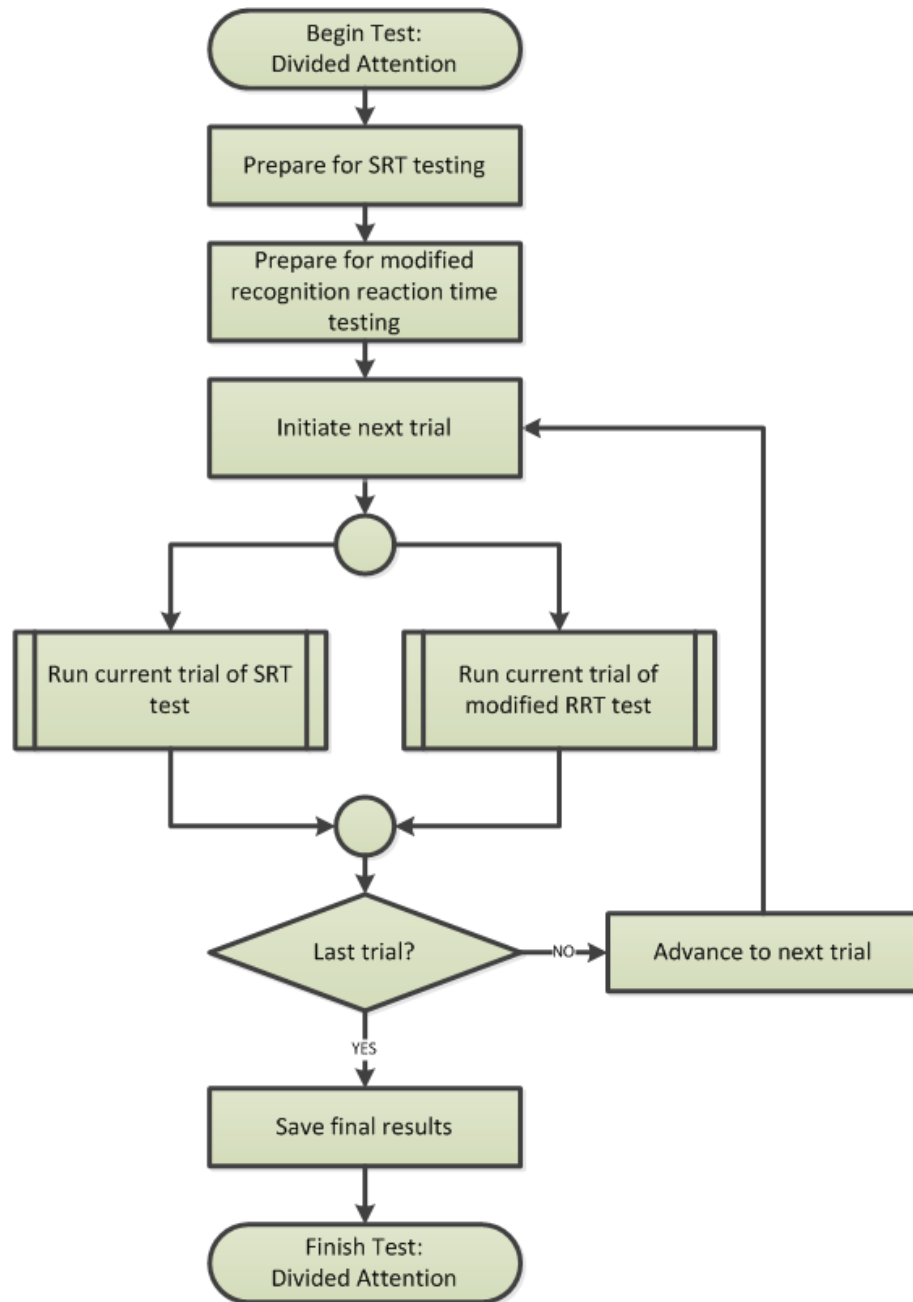 Begin Test:
Divided Attention
Prepare for SRT testing
Prepare for modified
recognition reaction time
testing
Initiate next trial
Run current trial of SRT
test
Run current trial of
modified RRT test
Last trial?
NO
Advance to next trial
YES
Save final results
Finish Test:
Divided Attention